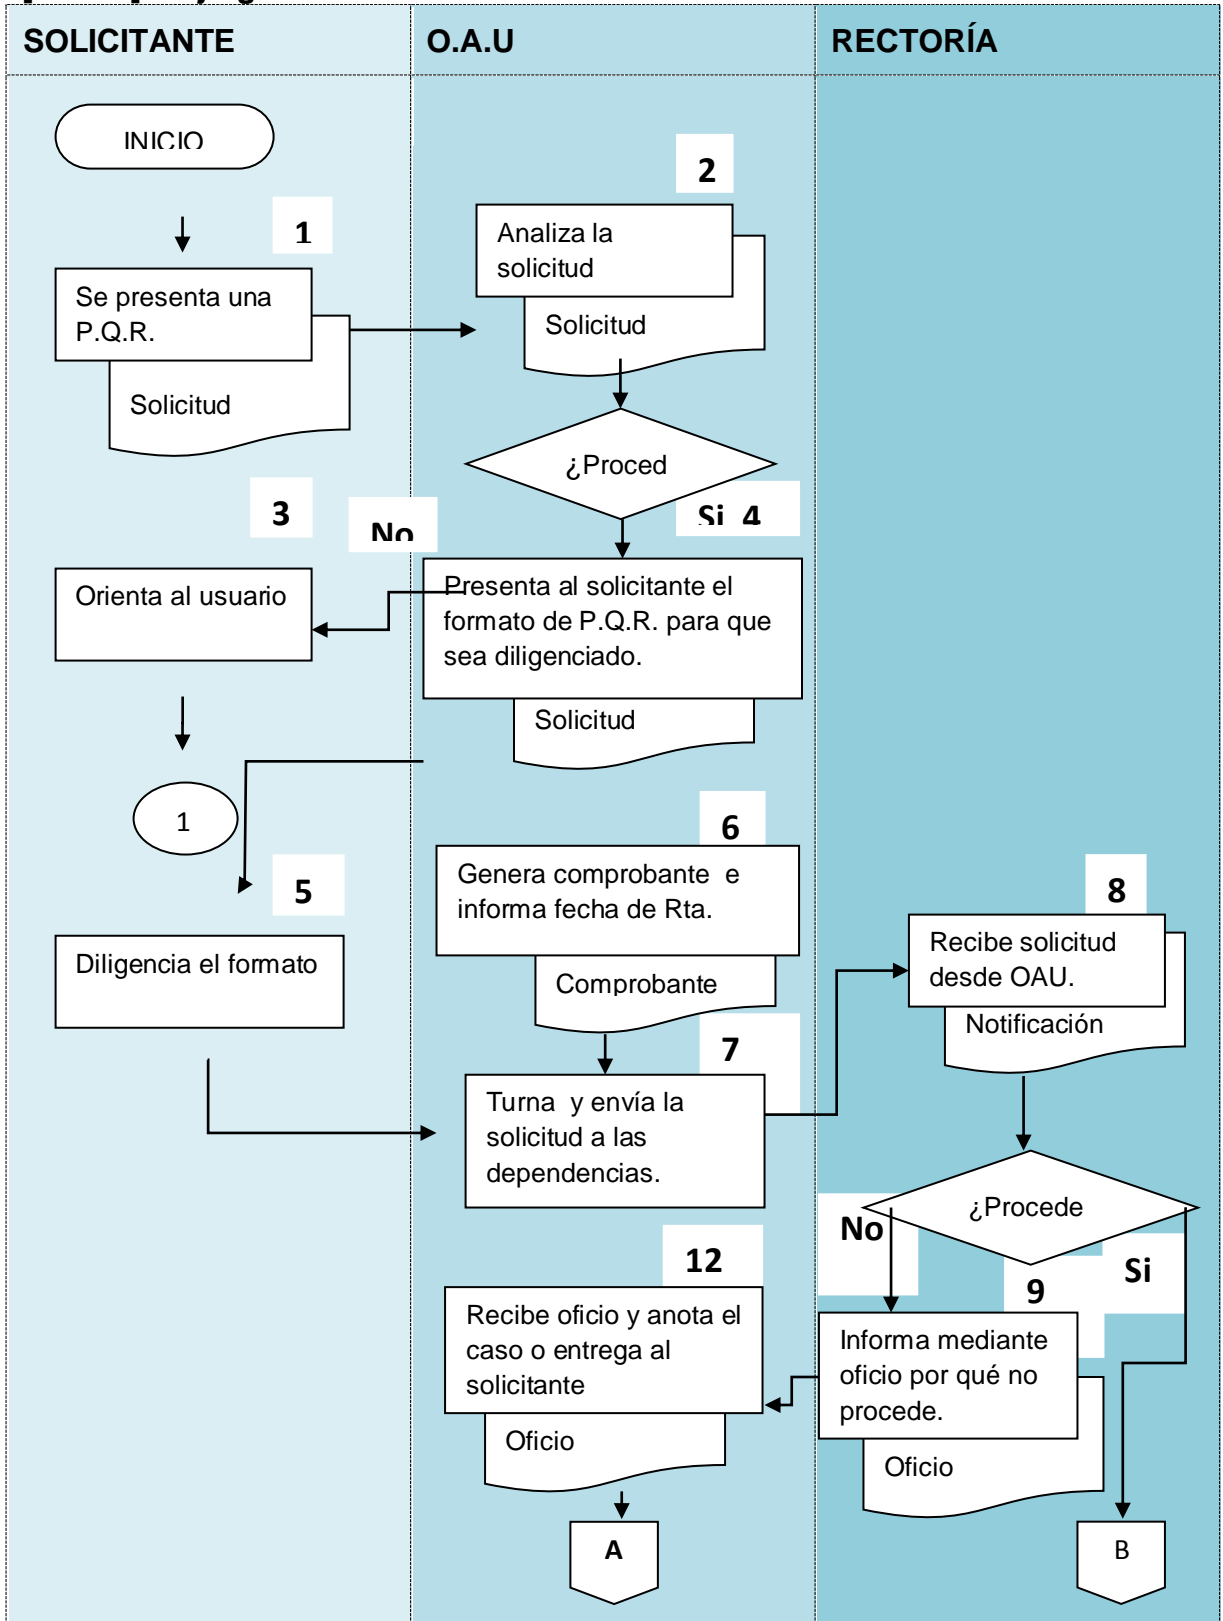 SOLICITANTE
O.A.U
RECTORÍA
INICIO
1
Se presenta una
P.Q.R.
Solicitud
2
Analiza la
solicitud
Solicitud
¿Proced
Si 4
No
3
Orienta al usuario
1
Presenta al solicitante el
formato de P.Q.R. para que
sea diligenciado.
Solicitud
5
Diligencia el formato
6
Genera comprobante e
informa fecha de Rta.
Comprobante
7
Turna y envía la
solicitud a las
dependencias.
8
Recibe solicitud
desde OAU.
Notificación
¿Procede
No
Si
9
Informa mediante
oficio por qué no
procede.
Oficio
12
Recibe oficio y anota el
caso o entrega al
solicitante
Oficio
A
B